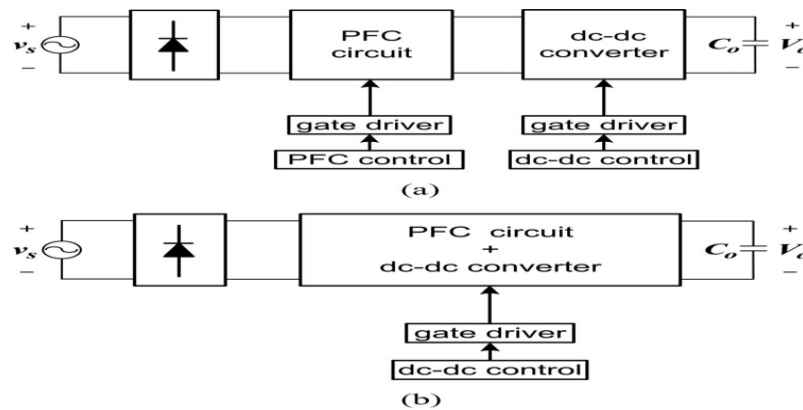 + PFC circuit dc-dc converter +
vs Co Vo
− −
gate driver gate driver
PFC control dc-dc control
(a)
+ PFC circuit + dc-dc converter +
vs Co
− −
gate driver
dc-dc control
(b)